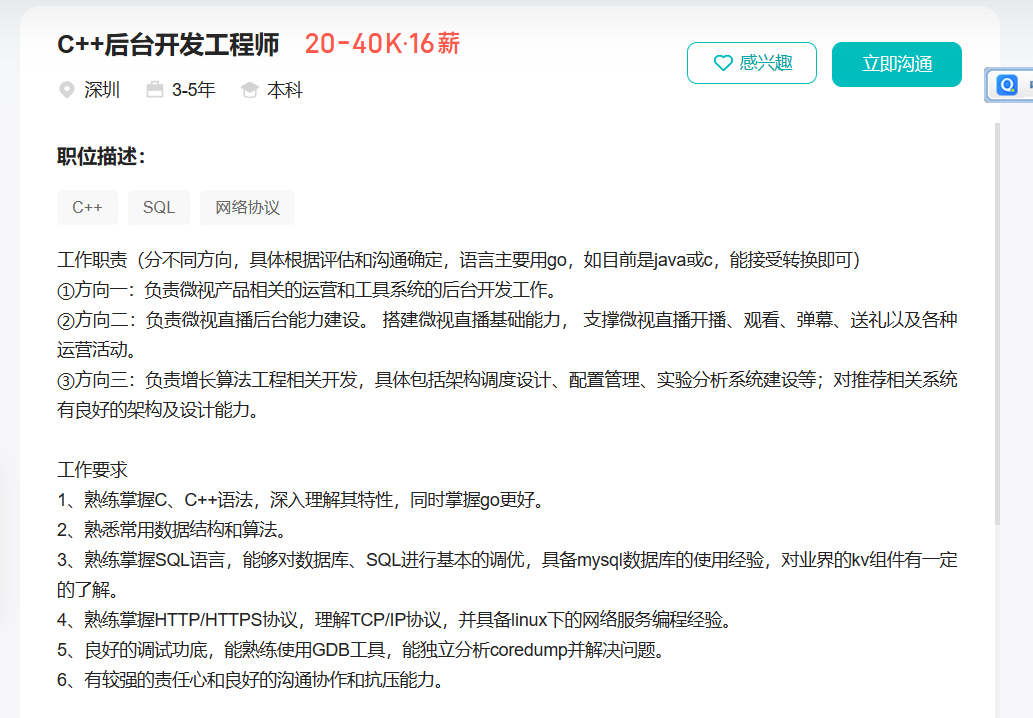 C++后台开发工程师 20-40K·16薪
感兴趣 立即沟通
深圳 3-5年 本科
职位描述：
C++ SQL 网络协议
工作职责（分不同方向，具体根据评估和沟通确定，语言主要用go，如目前是java或c，能接受转换即可）
①方向一：负责微视产品相关的运营和工具系统的后台开发工作。
②方向二：负责微视直播后台能力建设。 搭建微视直播基础能力， 支撑微视直播开播、观看、弹幕、送礼以及各种
运营活动。
③方向三：负责增长算法工程相关开发，具体包括架构调度设计、配置管理、实验分析系统建设等；对推荐相关系统
有良好的架构及设计能力。
工作要求
1、熟练掌握C、C++语法，深入理解其特性，同时掌握go更好。
2、熟悉常用数据结构和算法。
3、熟练掌握SQL语言，能够对数据库、SQL进行基本的调优，具备mysql数据库的使用经验，对业界的kv组件有一定
的了解。
4、熟练掌握HTTP/HTTPS协议，理解TCP/IP协议，并具备linux下的网络服务编程经验。
5、良好的调试功底，能熟练使用GDB工具，能独立分析coredump并解决问题。
6、有较强的责任心和良好的沟通协作和抗压能力。